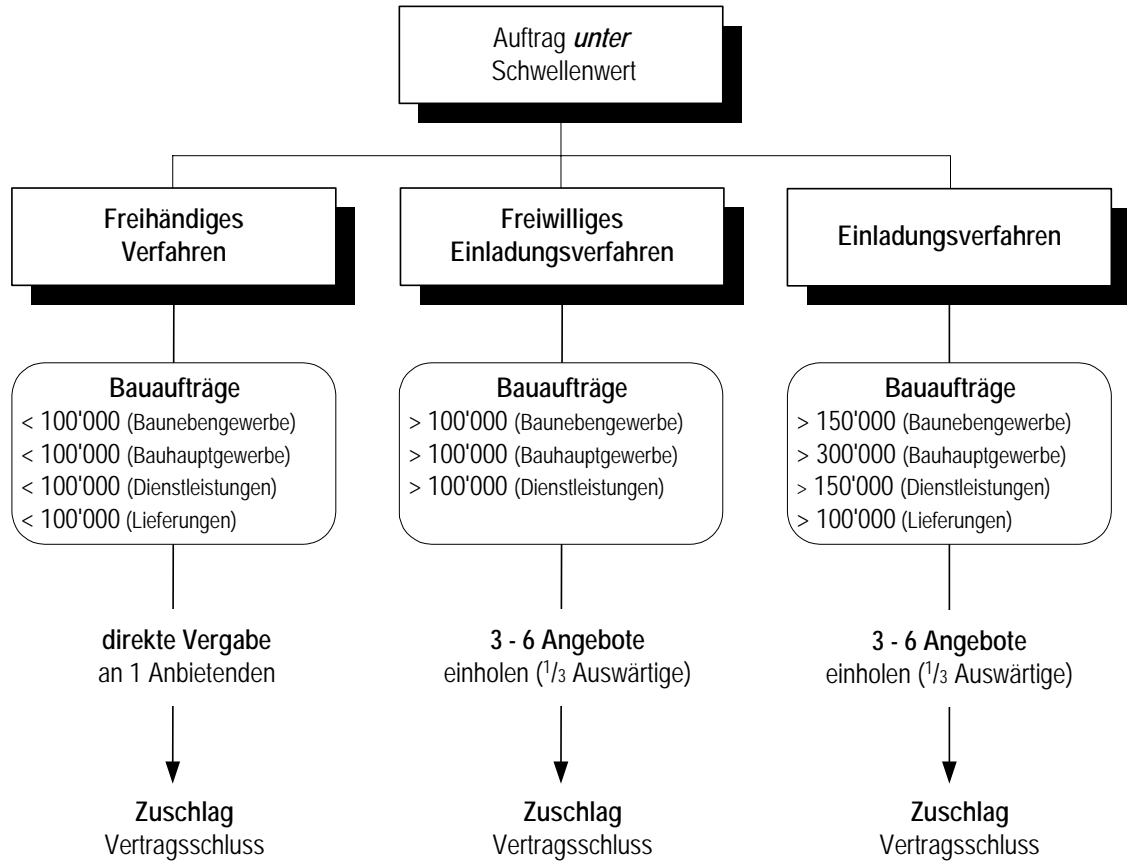 Auftrag unter
Schwellenwert
Freihändiges
Verfahren
Freiwilliges
Einladungsverfahren
Einladungsverfahren
Bauaufträge
< 100'000 (Baunebengewerbe)
< 100'000 (Bauhauptgewerbe)
< 100'000 (Dienstleistungen)
< 100'000 (Lieferungen)
Bauaufträge
> 100'000 (Baunebengewerbe)
> 100'000 (Bauhauptgewerbe)
> 100'000 (Dienstleistungen)
Bauaufträge
> 150'000 (Baunebengewerbe)
> 300'000 (Bauhauptgewerbe)
> 150'000 (Dienstleistungen)
> 100'000 (Lieferungen)
direkte Vergabe
an 1 Anbietenden
3 - 6 Angebote
einholen (1/3 Auswärtige)
3 - 6 Angebote
einholen (1/3 Auswärtige)
Zuschlag
Vertragsschluss
Zuschlag
Vertragsschluss
Zuschlag
Vertragsschluss